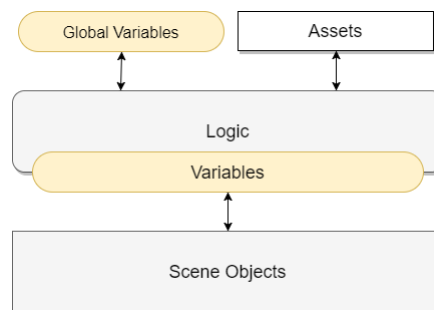 Global Variables
Assets
Logic
Variables
Scene Objects